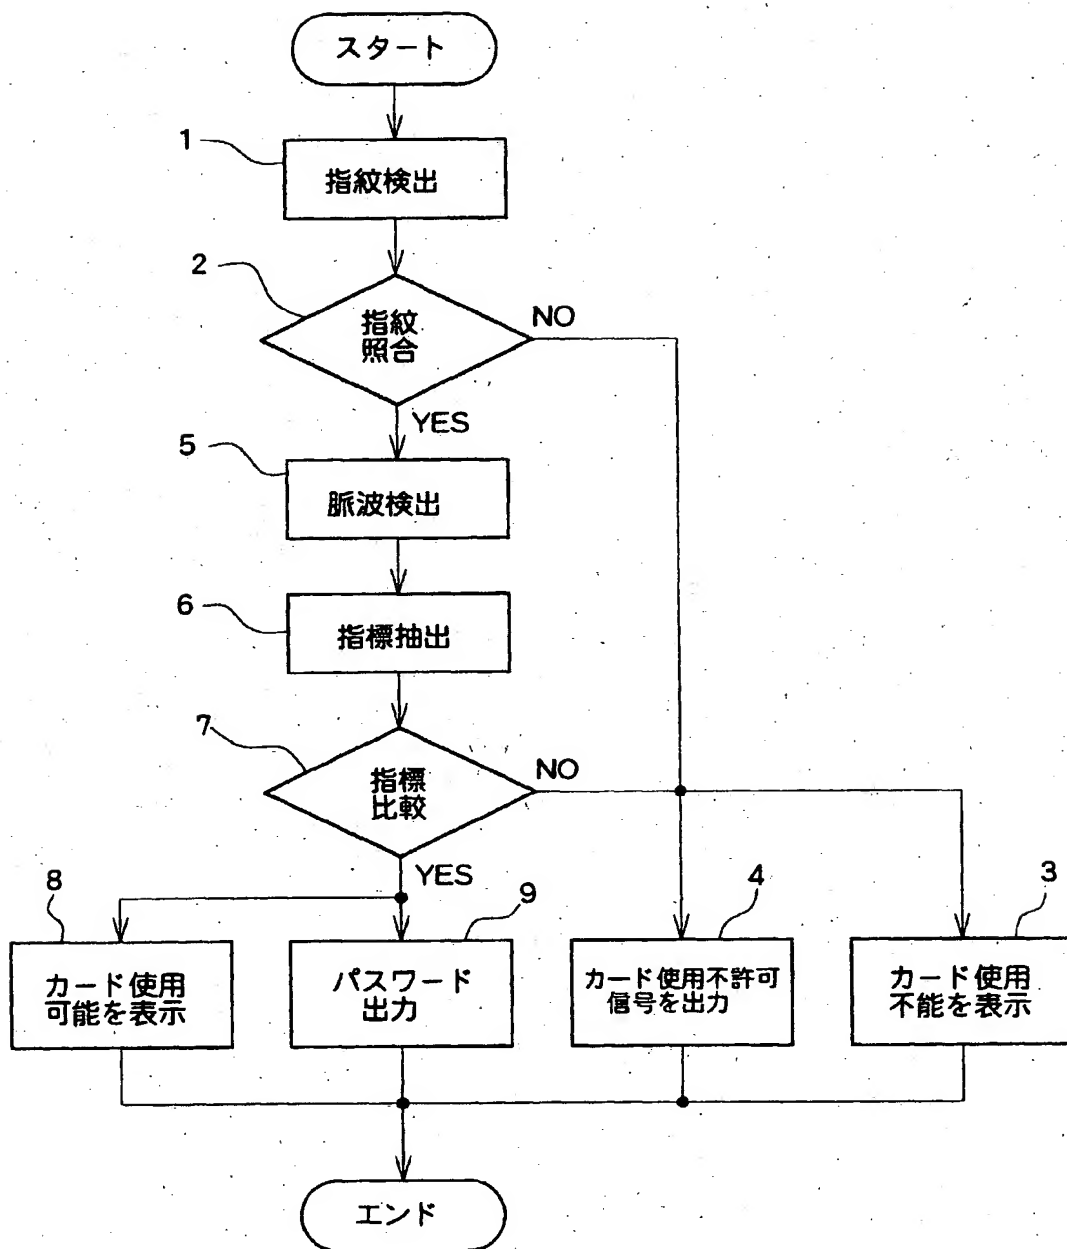 スタート
1
指紋検出
2
指紋
照合
NO
YES
5
脈波検出
6
指標抽出
7
指標
比較
NO
YES
8
カード使用
可能を表示
9
パスワード
出力
4
カード使用不許可
信号を出力
3
カード使用
不能を表示
エンド